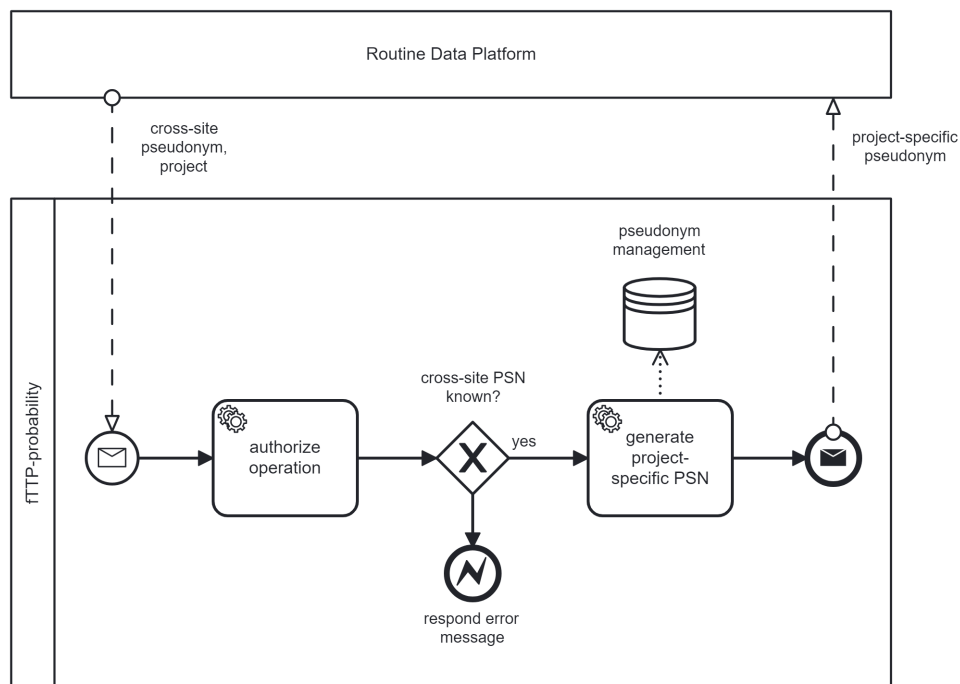 Routine Data Platform
cross-site
pseudonym,
project
project-specific
pseudonym
pseudonym
management
fTTP-probability
cross-site PSN
known?
authorize
operation
yes
generate
project-
specific PSN
respond error
message